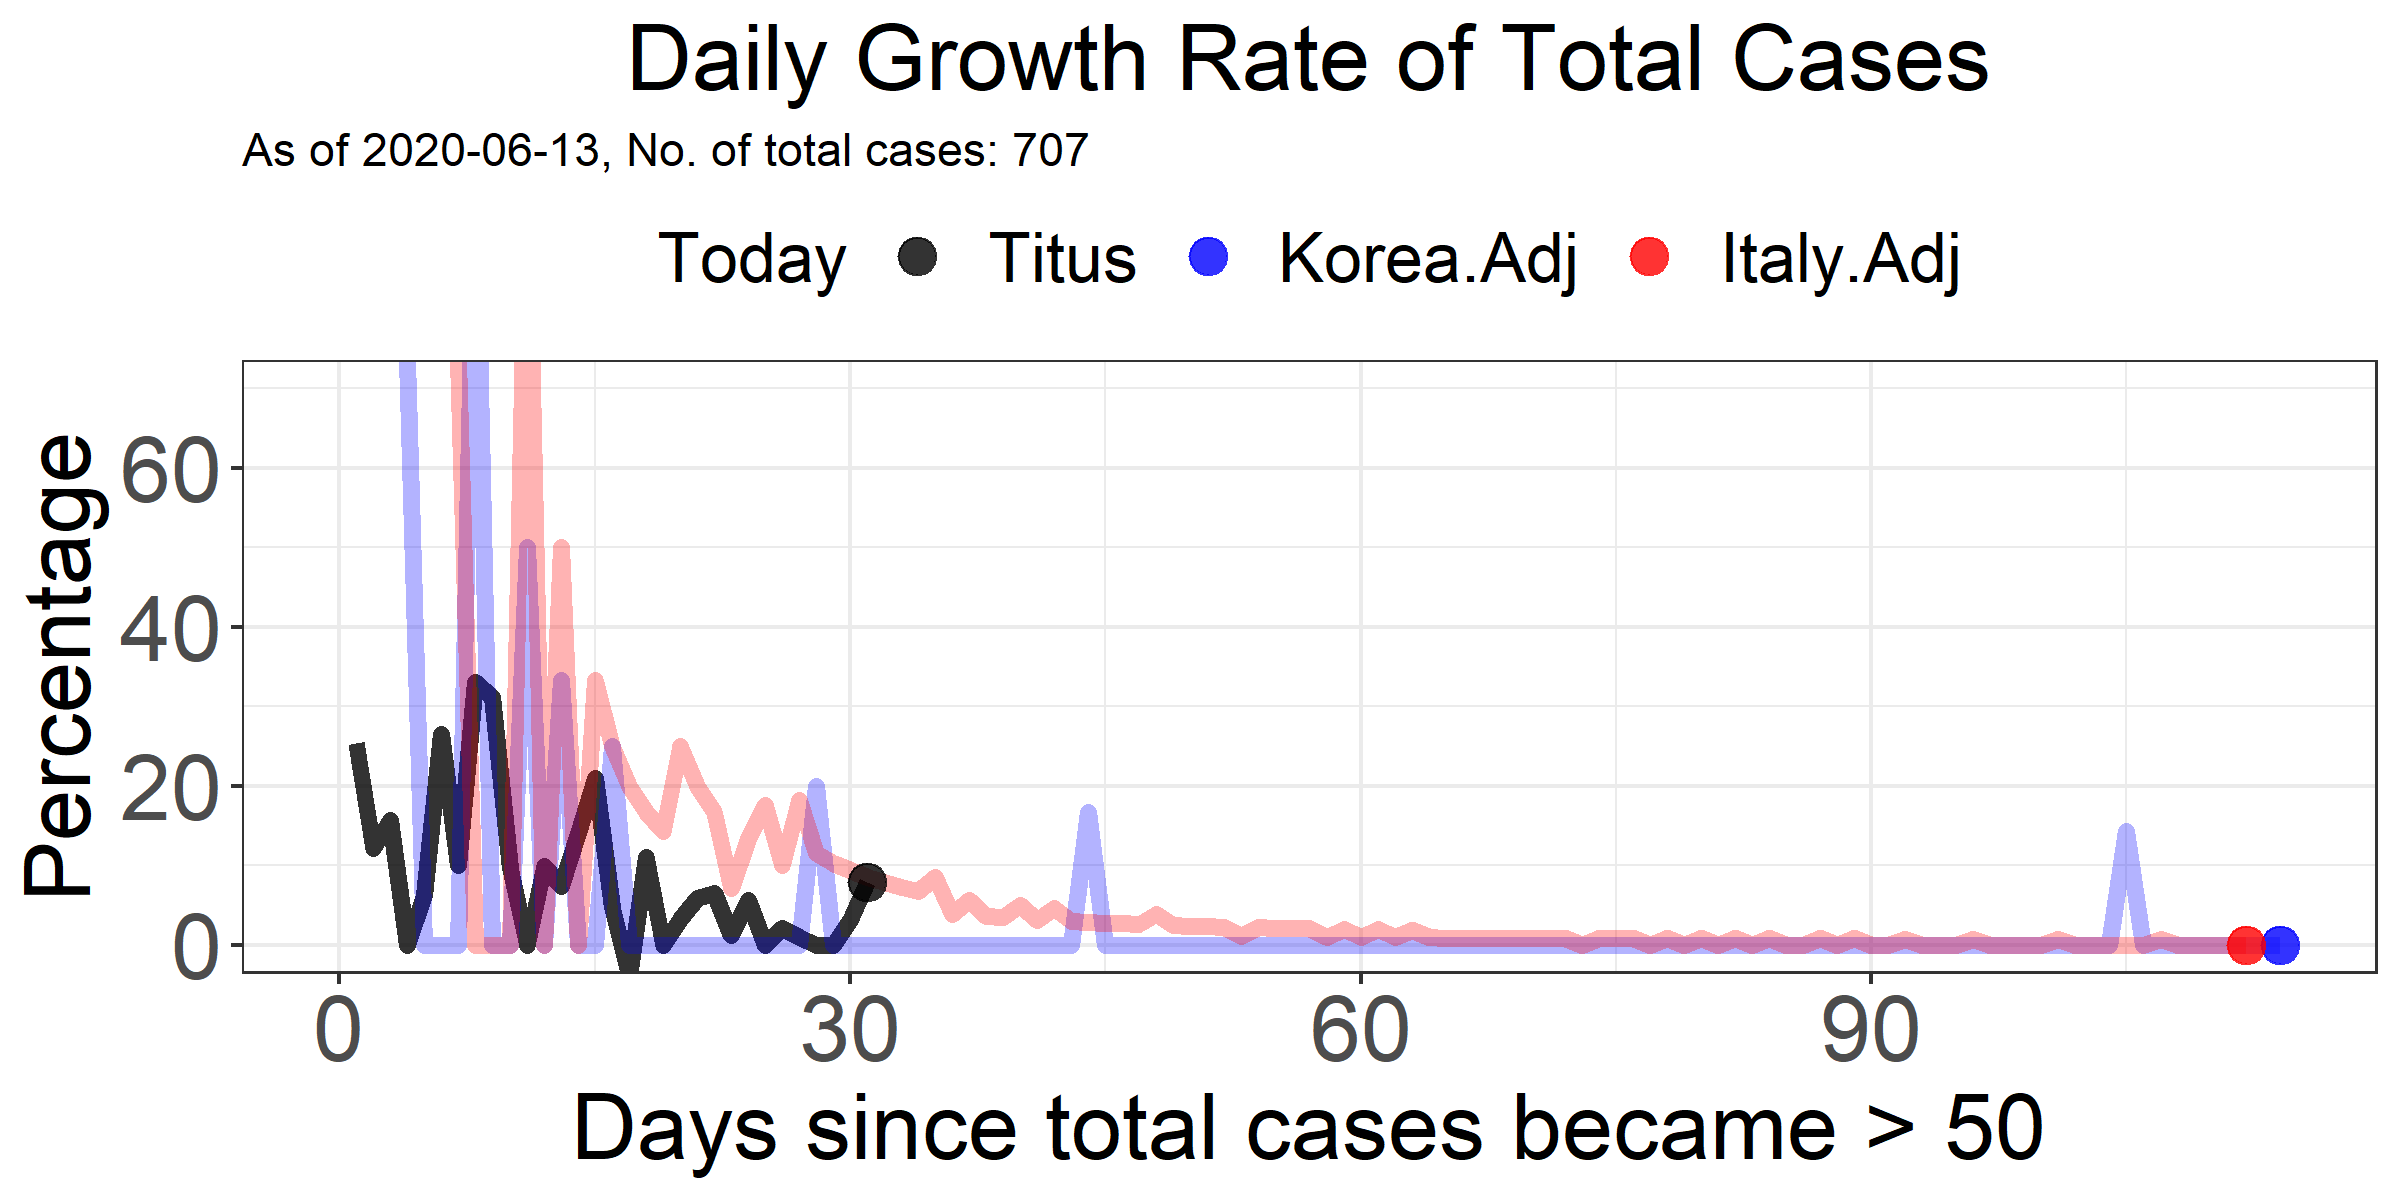 Daily Growth Rate of Total Cases
As of 2020-06-13, No. of total cases: 707
Today Titus Korea.Adj Italy.Adj
Percentage
60
40
20
0
0 30 60 90
Days since total cases became > 50